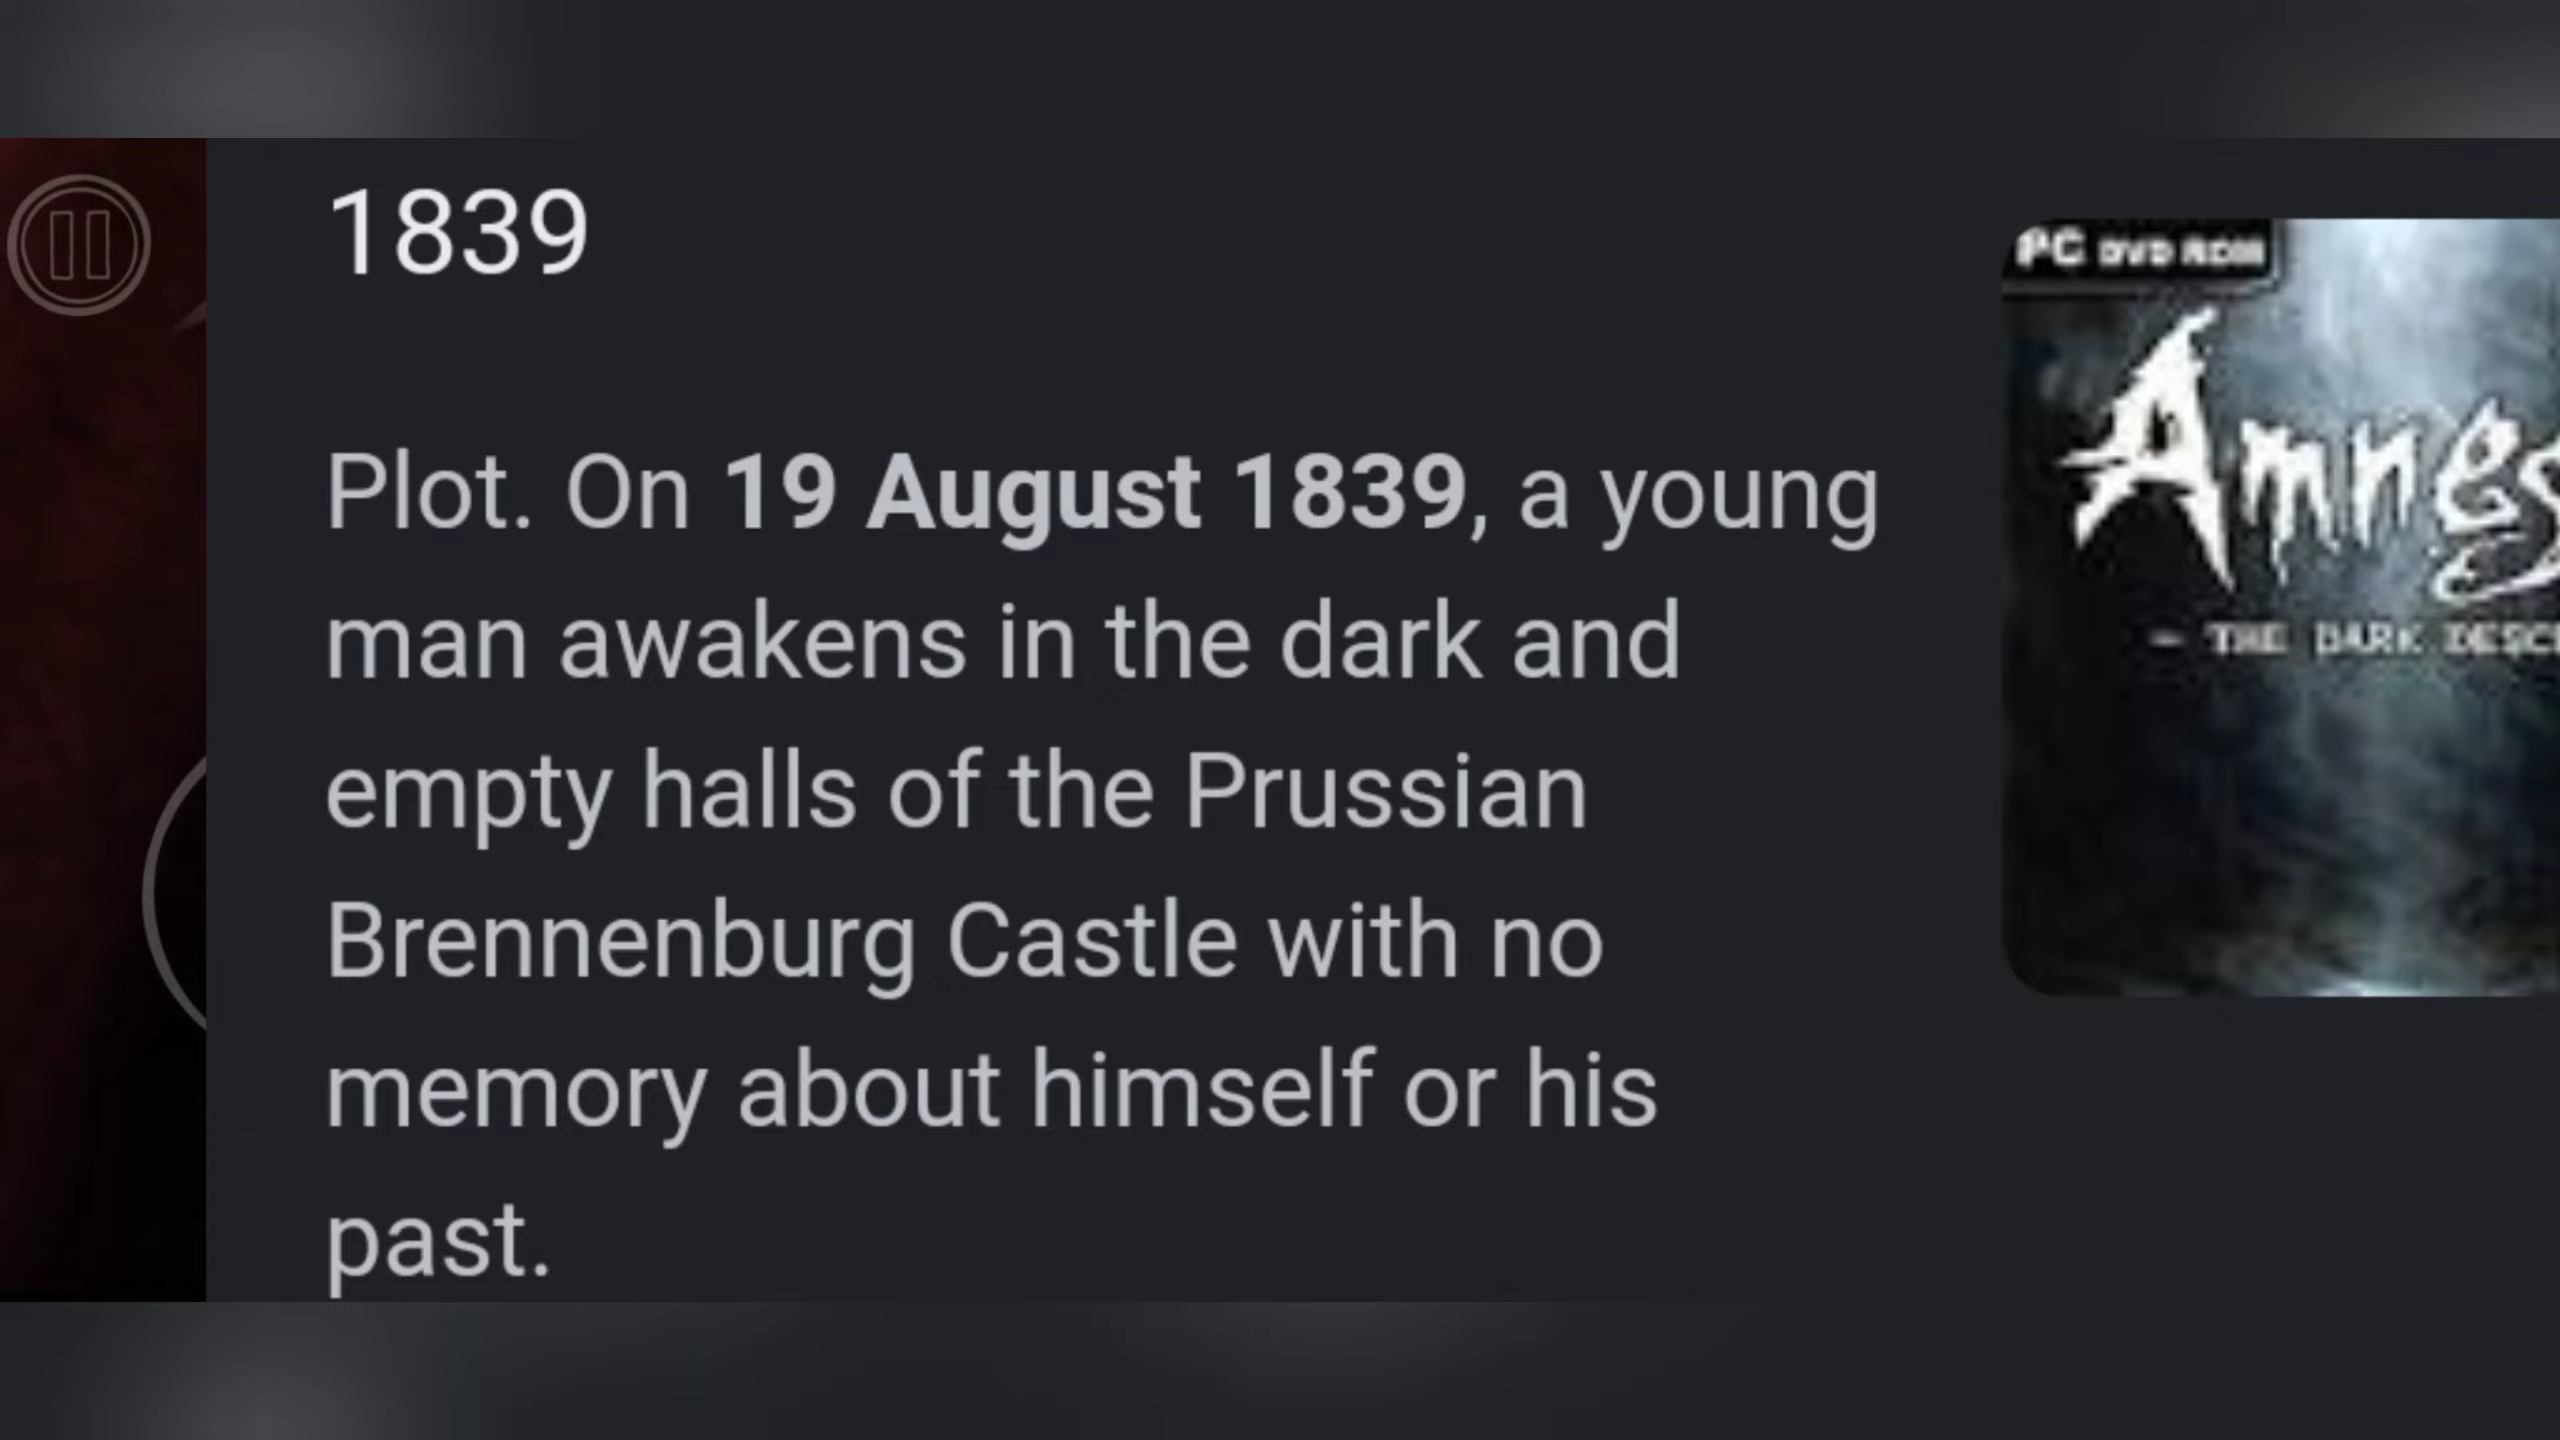 1839
Plot. On 19 August 1839, a young
man awakens in the dark and
empty halls of the Prussian
Brennenburg Castle with no
memory about himself or his
past.
PC DVD ROM
Amnes
- THE DARK DESCE